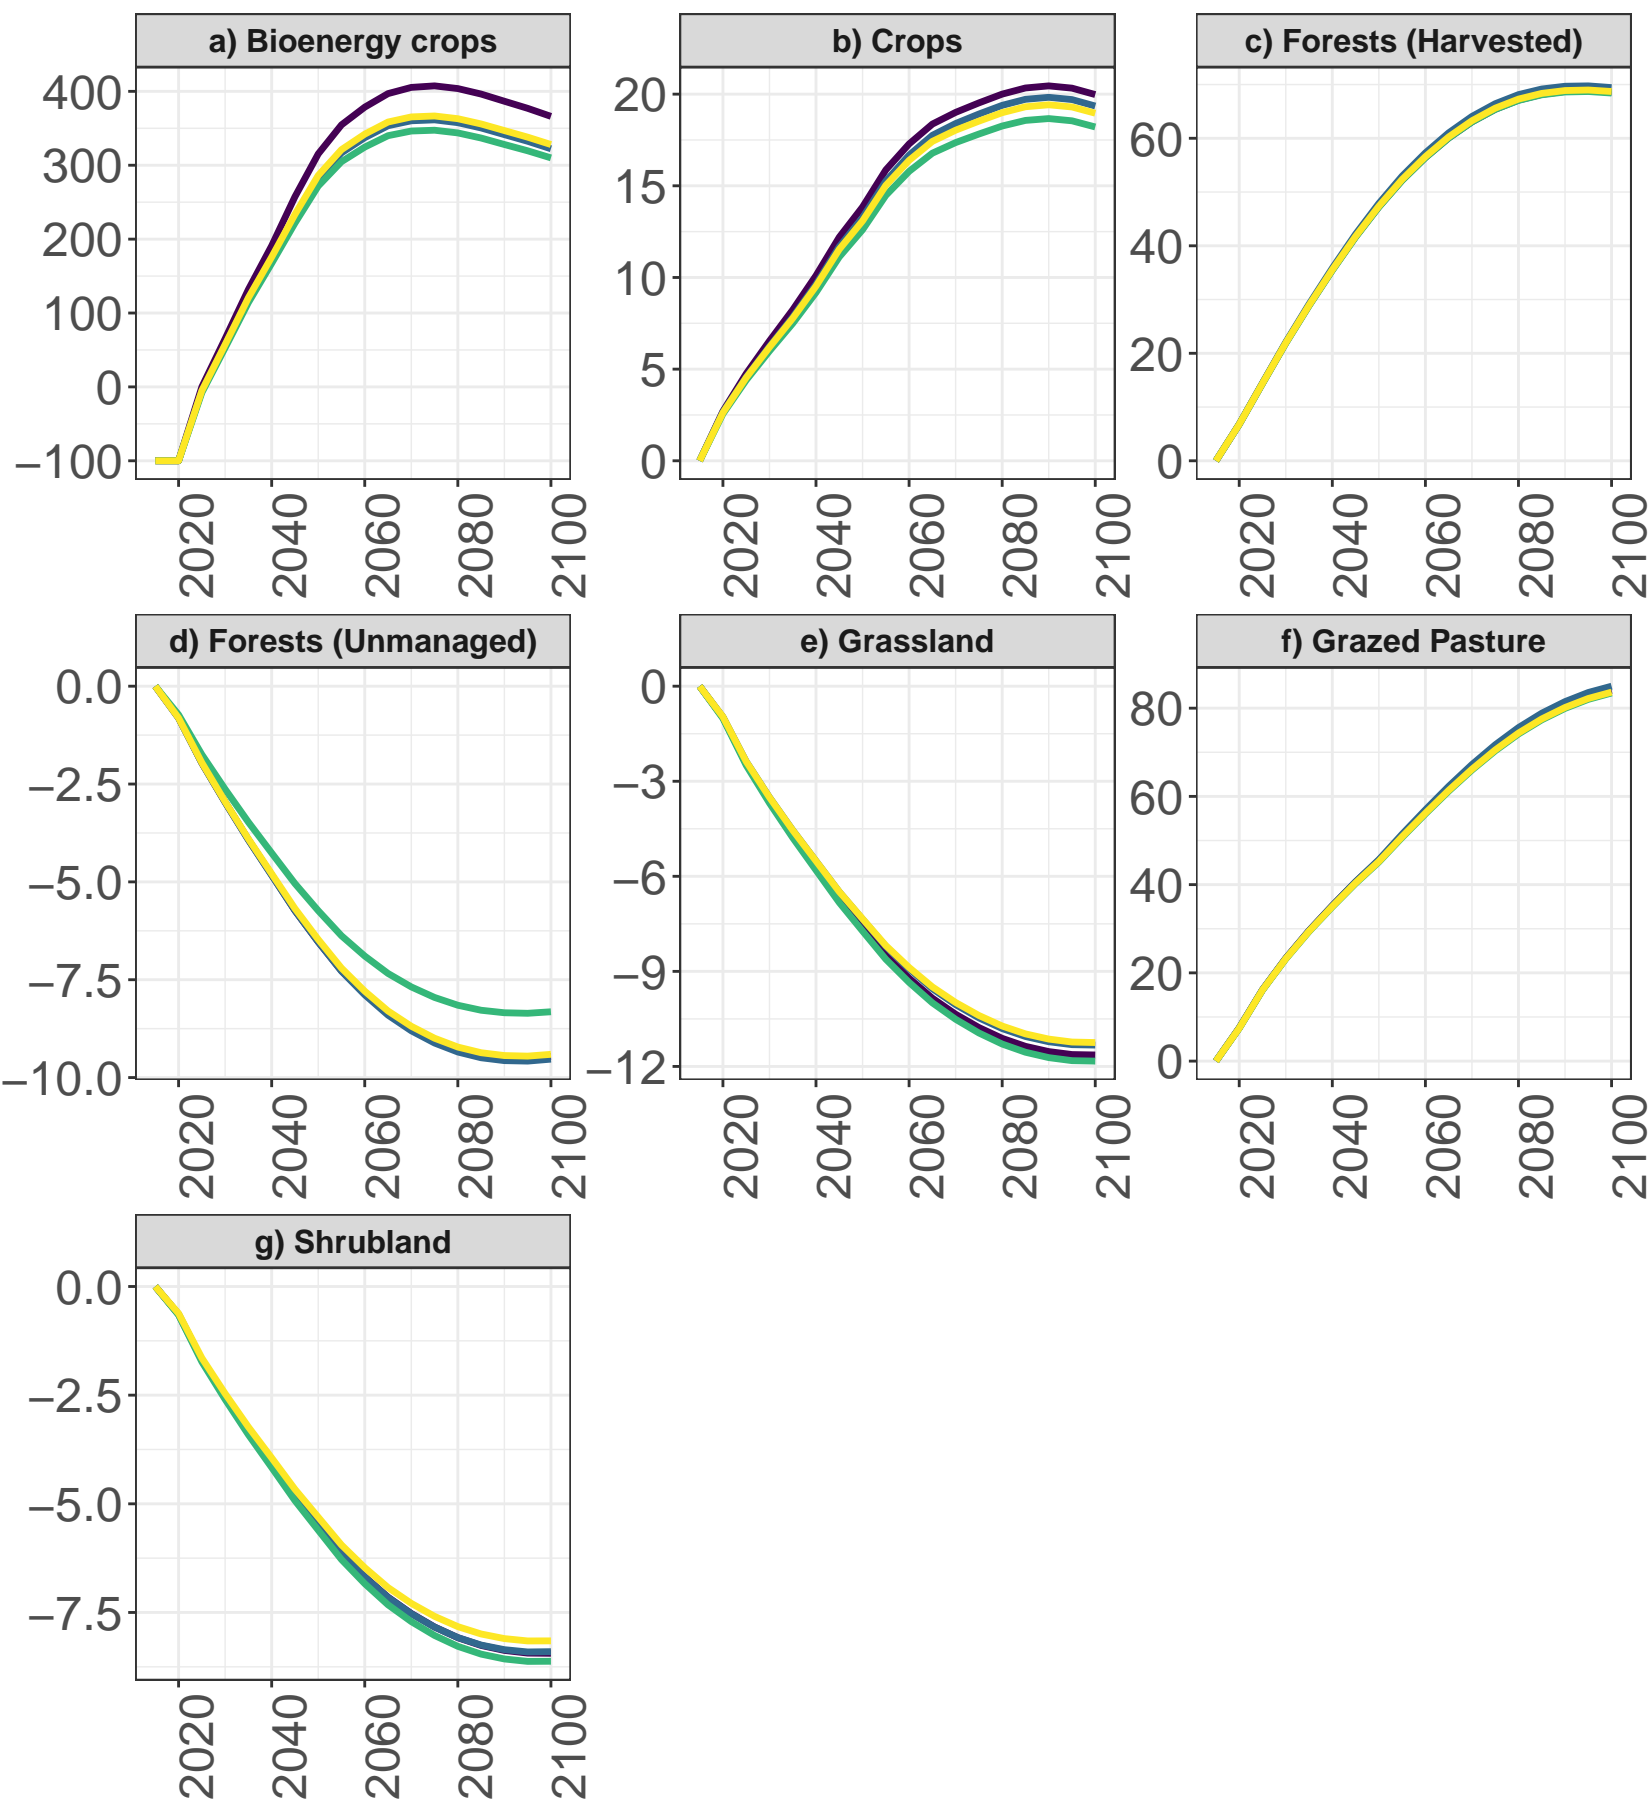 a) Bioenergy crops
400
300
200
100
0
−100
2020 2040 2060 2080 2100
b) Crops
20
15
10
5
0
2020 2040 2060 2080 2100
c) Forests (Harvested)
60
40
20
0
2020 2040 2060 2080 2100
d) Forests (Unmanaged)
0.0
−2.5
−5.0
−7.5
−10.0
2020 2040 2060 2080 2100
e) Grassland
0
−3
−6
−9
−12
2020 2040 2060 2080 2100
f) Grazed Pasture
80
60
40
20
0
2020 2040 2060 2080 2100
g) Shrubland
0.0
−2.5
−5.0
−7.5
2020 2040 2060 2080 2100